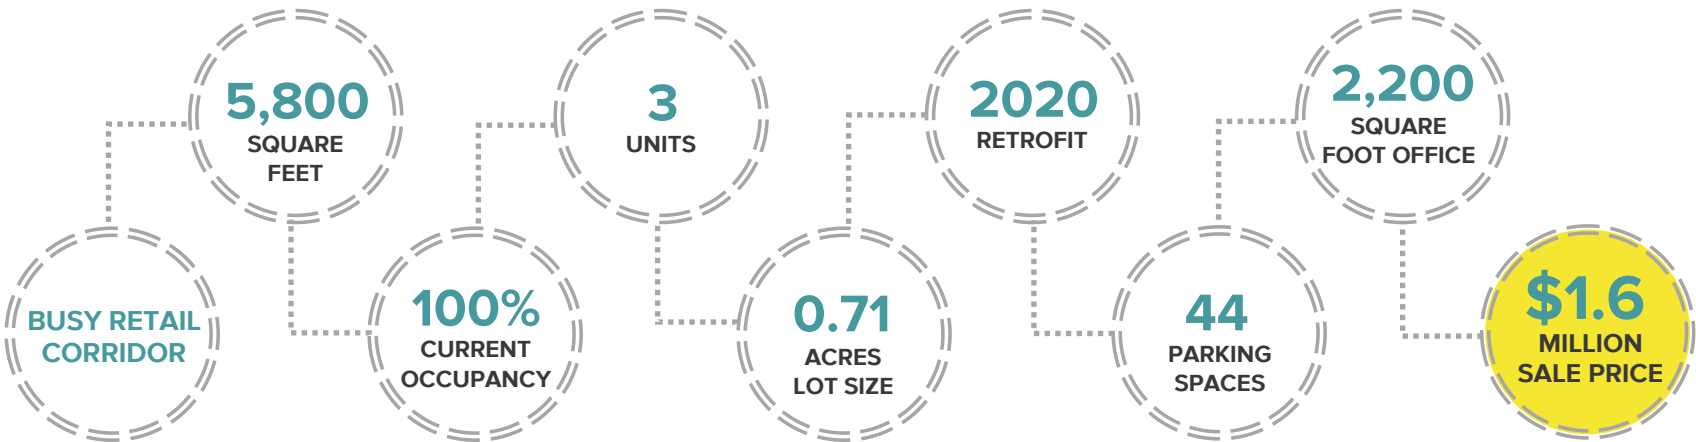 BUSY RETAIL
CORRIDOR
5,800
SQUARE
FEET
100%
CURRENT
OCCUPANCY
3
UNITS
0.71
ACRES
LOT SIZE
2020
RETROFIT
44
PARKING
SPACES
2,200
SQUARE
FOOT OFFICE
$1.6
MILLION
SALE PRICE